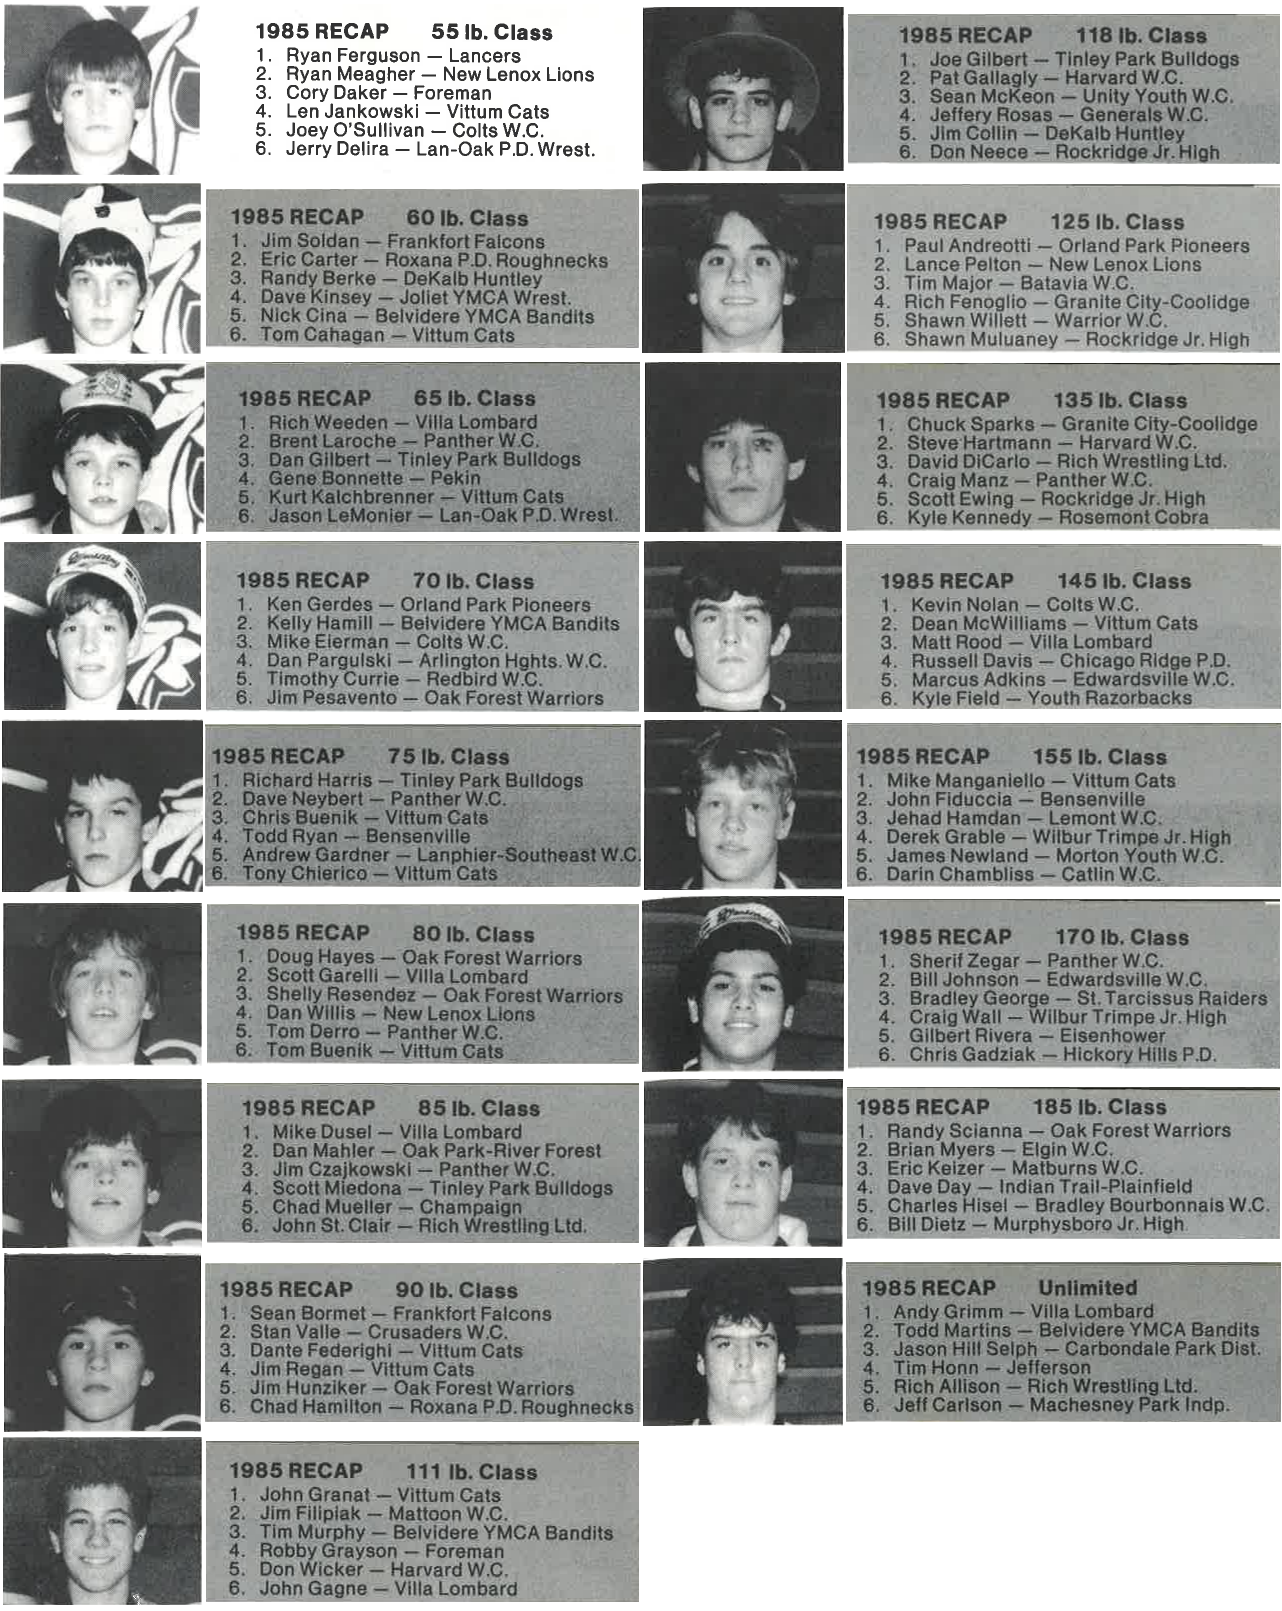 1985 RECAP 55 lb. Class
1. Ryan Ferguson — Lancers
2. Ryan Meagher — New Lenox Lions
3. Cory Daker — Foreman
4. Len Jankowski — Vittum Cats
5. Joey O'Sullivan — Colts W.C.
6. Jerry Delira — Lan-Oak P.D. Wrest.
1985 RECAP 60 lb. Class
1. Jim Soldan — Frankfort Falcons
2. Eric Carter — Roxana P.D. Roughnecks
3. Randy Berke — DeKalb Huntley
4. Dave Kinsey — Joliet YMCA Wrest.
5. Nick Cina — Belvidere YMCA Bandits
6. Tom Cahagan — Vittum Cats
1985 RECAP 65 lb. Class
1. Rich Weeden — Villa Lombard
2. Brent Laroche — Panther W.C.
3. Dan Gilbert — Tinley Park Bulldogs
4. Gene Bonnette — Pekin
5. Kurt Kalchbrenner — Vittum Cats
6. Jason LeMonier — Lan-Oak P.D. Wrest.
1985 RECAP 70 lb. Class
1. Ken Gerdes — Orland Park Pioneers
2. Kelly Hamill — Belvidere YMCA Bandits
3. Mike Eierman — Colts W.C.
4. Dan Pargulski — Arlington Hghts. W.C.
5. Timothy Currie — Redbird W.C.
6. Jim Pesavento — Oak Forest Warriors
1985 RECAP 75 lb. Class
1. Richard Harris — Tinley Park Bulldogs
2. Dave Neybert — Panther W.C.
3. Chris Buenik — Vittum Cats
4. Todd Ryan — Bensenville
5. Andrew Gardner — Lanphier-Southeast W.C.
6. Tony Chierico — Vittum Cats
1985 RECAP 80 lb. Class
1. Doug Hayes — Oak Forest Warriors
2. Scott Garelli — Villa Lombard
3. Shelly Resendez — Oak Forest Warriors
4. Dan Willis — New Lenox Lions
5. Tom Derro — Panther W.C.
6. Tom Buenik — Vittum Cats
1985 RECAP 85 lb. Class
1. Mike Dusel — Villa Lombard
2. Dan Mahler — Oak Park-River Forest
3. Jim Czajkowski — Panther W.C.
4. Scott Miedona — Tinley Park Bulldogs
5. Chad Mueller — Champaign
6. John St. Clair — Rich Wrestling Ltd.
1985 RECAP 90 lb. Class
1. Sean Bormet — Frankfort Falcons
2. Stan Valle — Crusaders W.C.
3. Dante Federighi — Vittum Cats
4. Jim Regan — Vittum Cats
5. Jim Hunziker — Oak Forest Warriors
6. Chad Hamilton — Roxana P.D. Roughnecks
1985 RECAP 111 lb. Class
1. John Granat — Vittum Cats
2. Jim Filipiak — Mattoon W.C.
3. Tim Murphy — Belvidere YMCA Bandits
4. Robby Grayson — Foreman
5. Don Wicker — Harvard W.C.
6. John Gagne — Villa Lombard
1985 RECAP 118 lb. Class
1. Joe Gilbert — Tinley Park Bulldogs
2. Pat Gallagly — Harvard W.C.
3. Sean McKeon — Unity Youth W.C.
4. Jeffery Rosas — Generals W.C.
5. Jim Collin — DeKalb Huntley
6. Don Neece — Rockridge Jr. High
1985 RECAP 125 lb. Class
1. Paul Andreotti — Orland Park Pioneers
2. Lance Pelton — New Lenox Lions
3. Tim Major — Batavia W.C.
4. Rich Fenoglio — Granite City-Coolidge
5. Shawn Willett — Warrior W.C.
6. Shawn Muluaney — Rockridge Jr. High
1985 RECAP 135 lb. Class
1. Chuck Sparks — Granite City-Coolidge
2. Steve Hartmann — Harvard W.C.
3. David DiCarlo — Rich Wrestling Ltd.
4. Craig Manz — Panther W.C.
5. Scott Ewing — Rockridge Jr. High
6. Kyle Kennedy — Rosemont Cobra
1985 RECAP 145 lb. Class
1. Kevin Nolan — Colts W.C.
2. Dean McWilliams — Vittum Cats
3. Matt Rood — Villa Lombard
4. Russell Davis — Chicago Ridge P.D.
5. Marcus Adkins — Edwardsville W.C.
6. Kyle Field — Youth Razorbacks
1985 RECAP 155 lb. Class
1. Mike Manganiello — Vittum Cats
2. John Fiduccia — Bensenville
3. Jehad Hamdan — Lemont W.C.
4. Derek Grable — Wilbur Trimpe Jr. High
5. James Newland — Morton Youth W.C.
6. Darin Chambliss — Catlin W.C.
1985 RECAP 170 lb. Class
1. Sherif Zegar — Panther W.C.
2. Bill Johnson — Edwardsville W.C.
3. Bradley George — St. Tarcissus Raiders
4. Craig Wall — Wilbur Trimpe Jr. High
5. Gilbert Rivera — Eisenhower
6. Chris Gadziak — Hickory Hills P.D.
1985 RECAP 185 lb. Class
1. Randy Scianna — Oak Forest Warriors
2. Brian Myers — Elgin W.C.
3. Eric Keizer — Matburns W.C.
4. Dave Day — Indian Trail-Plainfield
5. Charles Hisel — Bradley Bourbonnais W.C.
6. Bill Dietz — Murphysboro Jr. High
1985 RECAP Unlimited
1. Andy Grimm — Villa Lombard
2. Todd Martins — Belvidere YMCA Bandits
3. Jason Hill Selph — Carbondale Park Dist.
4. Tim Honn — Jefferson
5. Rich Allison — Rich Wrestling Ltd.
6. Jeff Carlson — Machesney Park Indp.